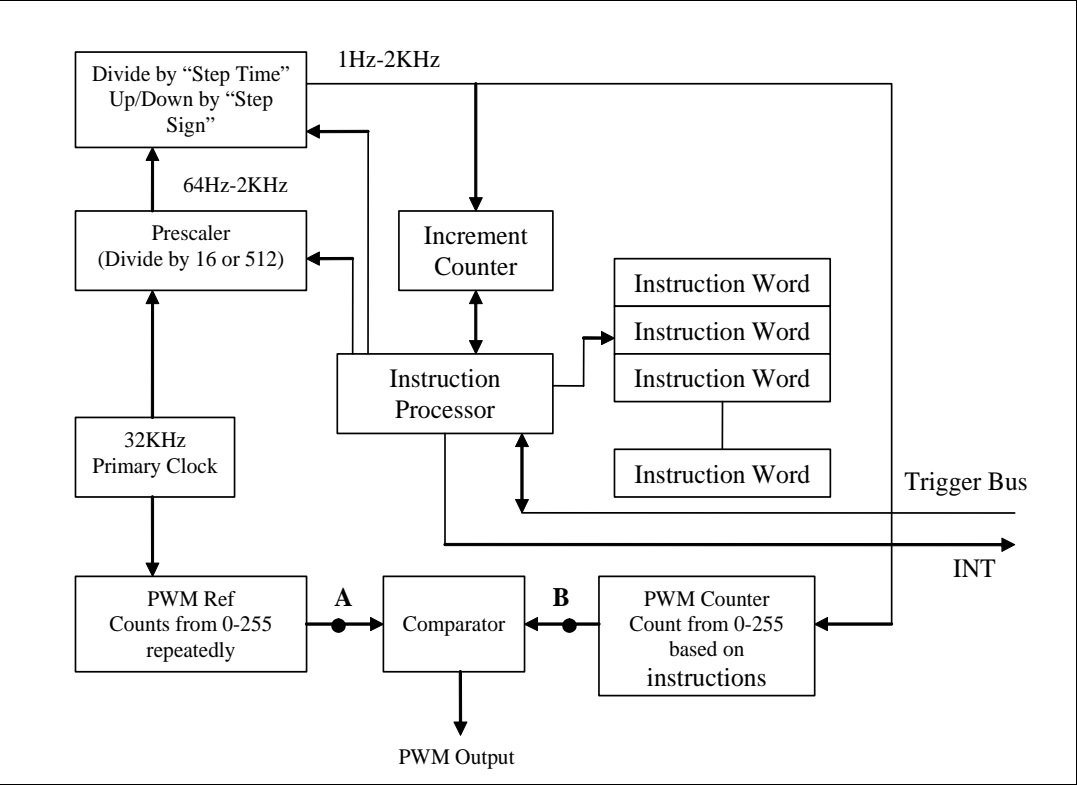 Divide by “Step Time”
Up/Down by “Step
Sign”
1Hz-2KHz
64Hz-2KHz
Prescaler
(Divide by 16 or 512)
Increment
Counter
Instruction Word
Instruction Word
Instruction Word
Instruction Word
Instruction
Processor
32KHz
Primary Clock
Trigger Bus
INT
PWM Ref
Counts from 0-255
repeatedly
A
Comparator
B
PWM Counter
Count from 0-255
based on
instructions
PWM Output